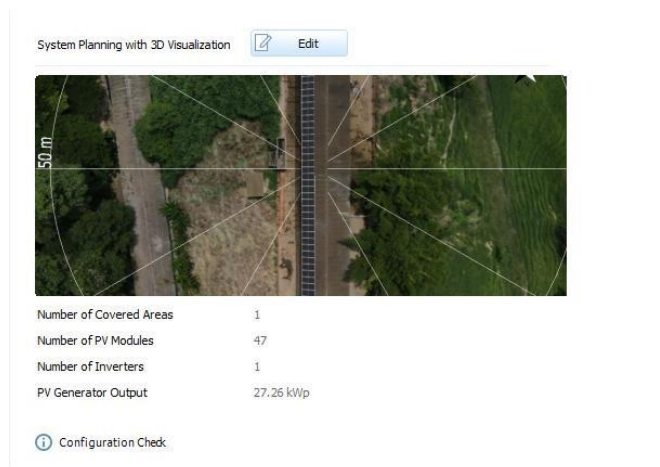 System Planning with 3D Visualization Edit
50 m
Number of Covered Areas 1
Number of PV Modules 47
Number of Inverters 1
PV Generator Output 27.26 kWp
Configuration Check